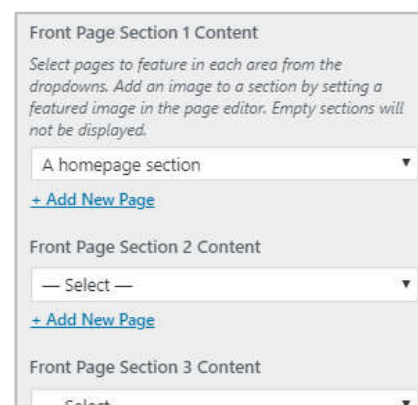 Front Page Section 1 Content
Select pages to feature in each area from the
dropdowns. Add an image to a section by setting a
featured image in the page editor. Empty sections will
not be displayed.
A homepage section
+ Add New Page
Front Page Section 2 Content
— Select —
+ Add New Page
Front Page Section 3 Content
— Select —